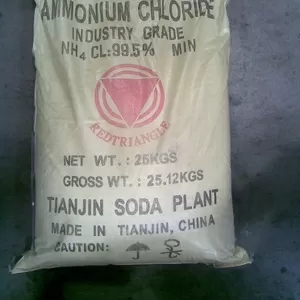 AMMONIUM CHLORIDE
INDUSTRY GRADE
NH4 CL:99.5% MIN
REDTRIANGLE
NET WT.: 25KGS
GROSS WT.: 25.12KGS
TIANJIN SODA PLANT
MADE IN TIANJIN, CHINA
CAUTION: